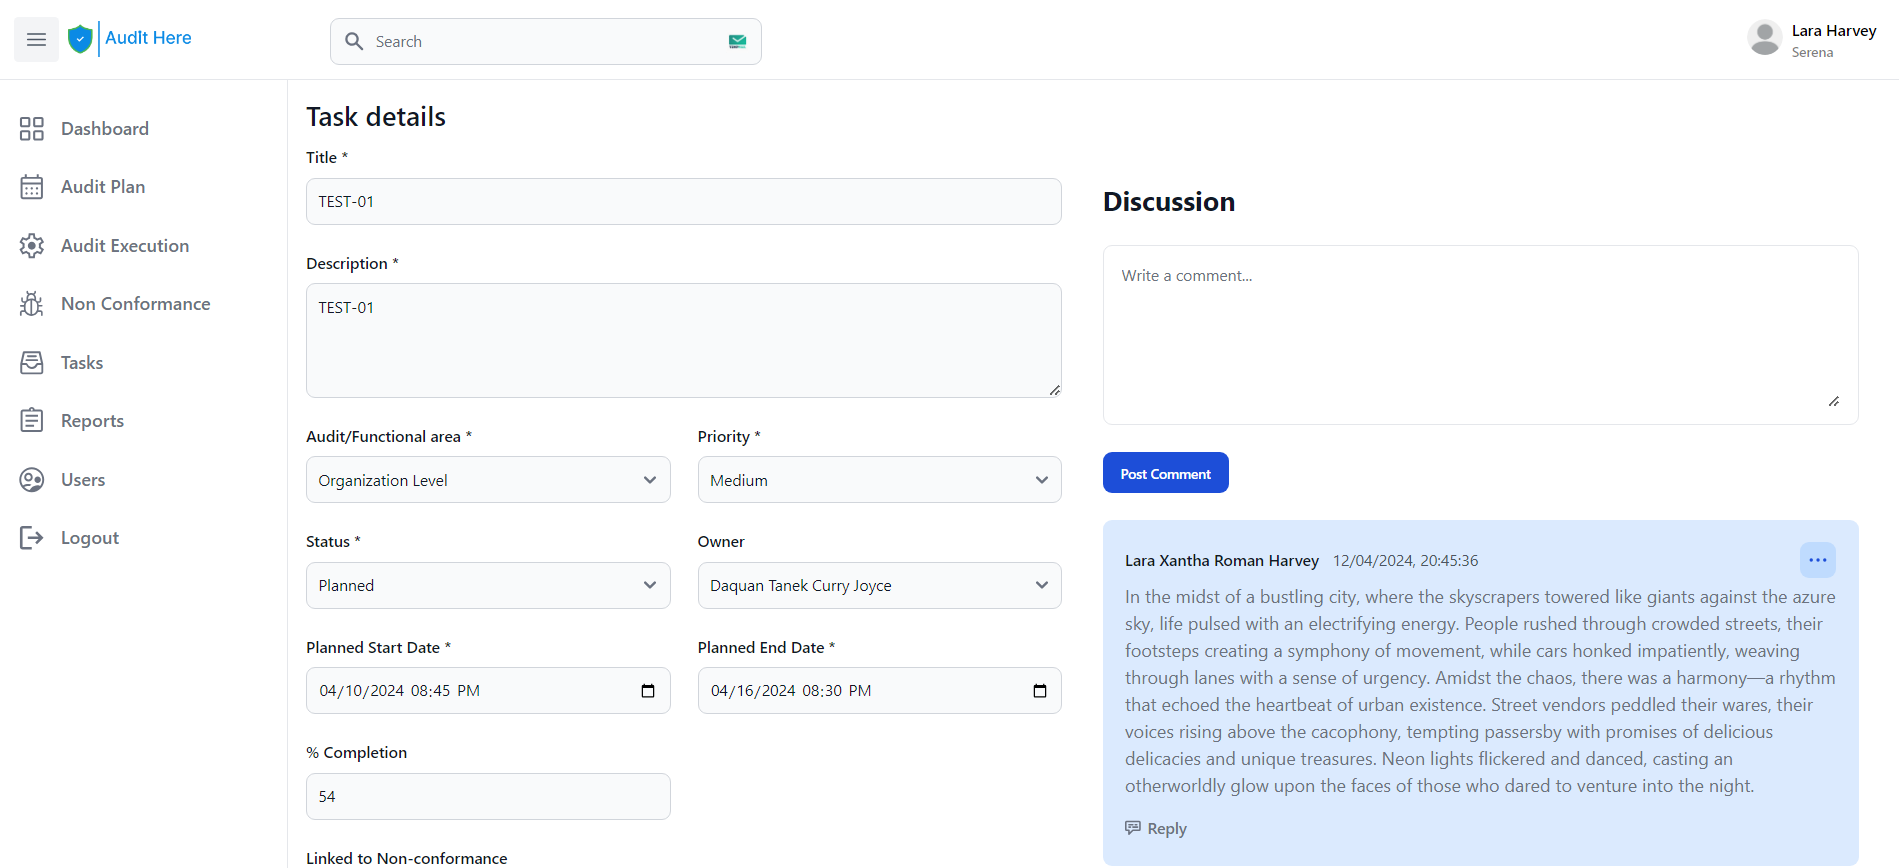 Audit Here
Search
Lara Harvey
Serena
Dashboard
Audit Plan
Audit Execution
Non Conformance
Tasks
Reports
Users
Logout
Task details
Title *
TEST-01
Description *
TEST-01
Audit/Functional area *
Priority *
Organization Level
Medium
Status *
Owner
Planned
Daquan Tanek Curry Joyce
Planned Start Date *
Planned End Date *
04/10/2024 08:45 PM
04/16/2024 08:30 PM
% Completion
54
Linked to Non-conformance
Discussion
Write a comment...
Post Comment
Lara Xantha Roman Harvey 12/04/2024, 20:45:36
In the midst of a bustling city, where the skyscrapers towered like giants against the azure
sky, life pulsed with an electrifying energy. People rushed through crowded streets, their
footsteps creating a symphony of movement, while cars honked impatiently, weaving
through lanes with a sense of urgency. Amidst the chaos, there was a harmony—a rhythm
that echoed the heartbeat of urban existence. Street vendors peddled their wares, their
voices rising above the cacophony, tempting passersby with promises of delicious
delicacies and unique treasures. Neon lights flickered and danced, casting an
otherworldly glow upon the faces of those who dared to venture into the night.
Reply